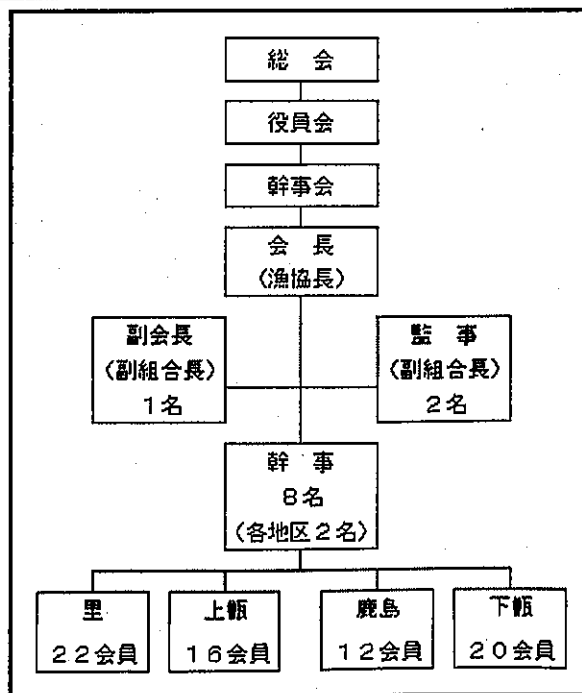 総　会
役員会
幹事会
会　長
（漁協長）
副会長
（副組合長）
１名
監　事
（副組合長）
２名
幹　事
８名
（各地区２名）
里
２２会員
上甑
１６会員
鹿島
１２会員
下甑
２０会員